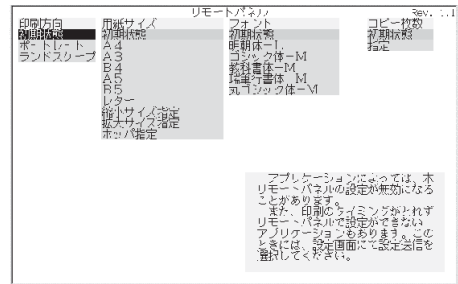 リモートパネル Rev. 1.1
印刷方向 用紙サイズ フォント コピー枚数
初期状態 初期状態 初期状態 初期状態
ポートレート A4 明朝体－L 指定
ランドスケープ A3 ゴシック体－M
B4 教科書体－M
A5 楷書体－M
B5 丸ゴシック体－M
レター
縮小サイズ指定
拡大サイズ指定
ホッパ指定
アプリケーションによっては、本
リモートパネルの設定が無効になる
ことがあります。
また、印刷のタイミングがとれず
リモートパネルで設定ができない
アプリケーションもあります。この
ときには、設定画面にて設定送信を
選択してください。